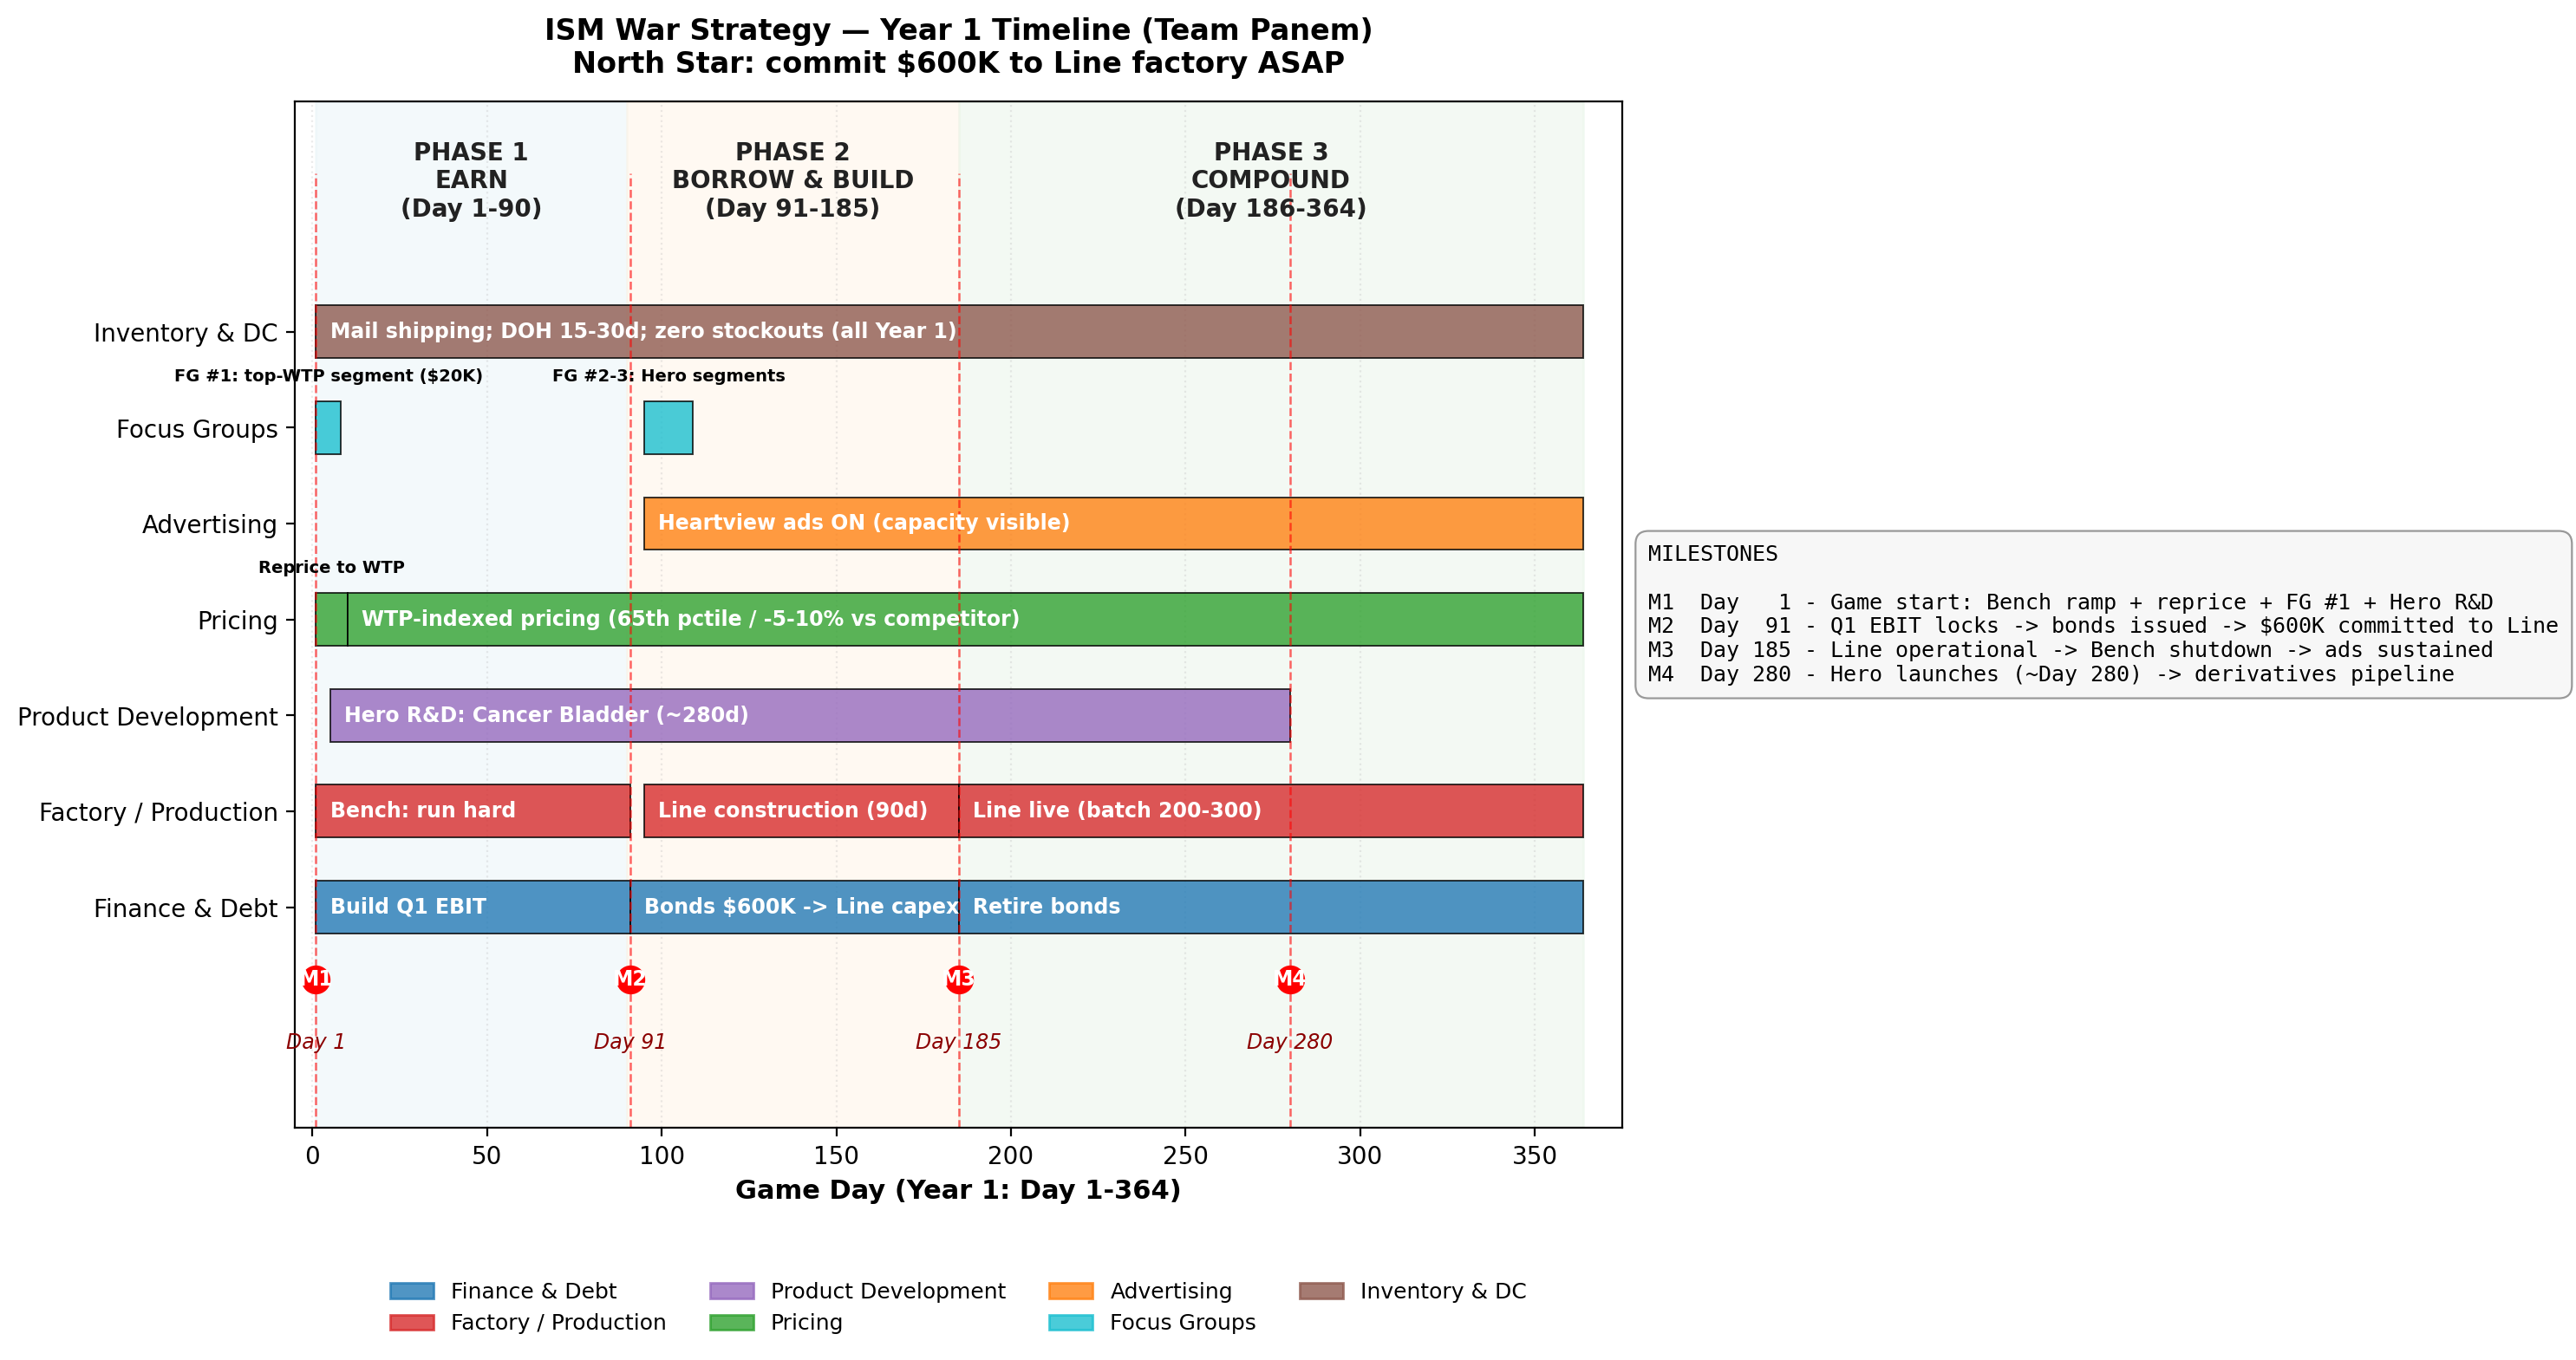 ISM War Strategy — Year 1 Timeline (Team Panem)
North Star: commit $600K to Line factory ASAP
PHASE 1
EARN
(Day 1-90)
PHASE 2
BORROW & BUILD
(Day 91-185)
PHASE 3
COMPOUND
(Day 186-364)
Inventory & DC
Mail shipping; DOH 15-30d; zero stockouts (all Year 1)
FG #1: top-WTP segment ($20K)
FG #2-3: Hero segments
Focus Groups
Advertising
Heartview ads ON (capacity visible)
Reprice to WTP
Pricing
WTP-indexed pricing (65th pctile / -5-10% vs competitor)
Product Development
Hero R&D: Cancer Bladder (~280d)
Factory / Production
Bench: run hard
Line construction (90d)
Line live (batch 200-300)
Finance & Debt
Build Q1 EBIT
Bonds $600K -> Line capex
Retire bonds
M1
M2
M3
M4
Day 1
Day 91
Day 185
Day 280
0
50
100
150
200
250
300
350
Game Day (Year 1: Day 1-364)
MILESTONES
M1 Day 1 - Game start: Bench ramp + reprice + FG #1 + Hero R&D
M2 Day 91 - Q1 EBIT locks -> bonds issued -> $600K committed to Line
M3 Day 185 - Line operational -> Bench shutdown -> ads sustained
M4 Day 280 - Hero launches (~Day 280) -> derivatives pipeline
Finance & Debt
Factory / Production
Product Development
Pricing
Advertising
Focus Groups
Inventory & DC